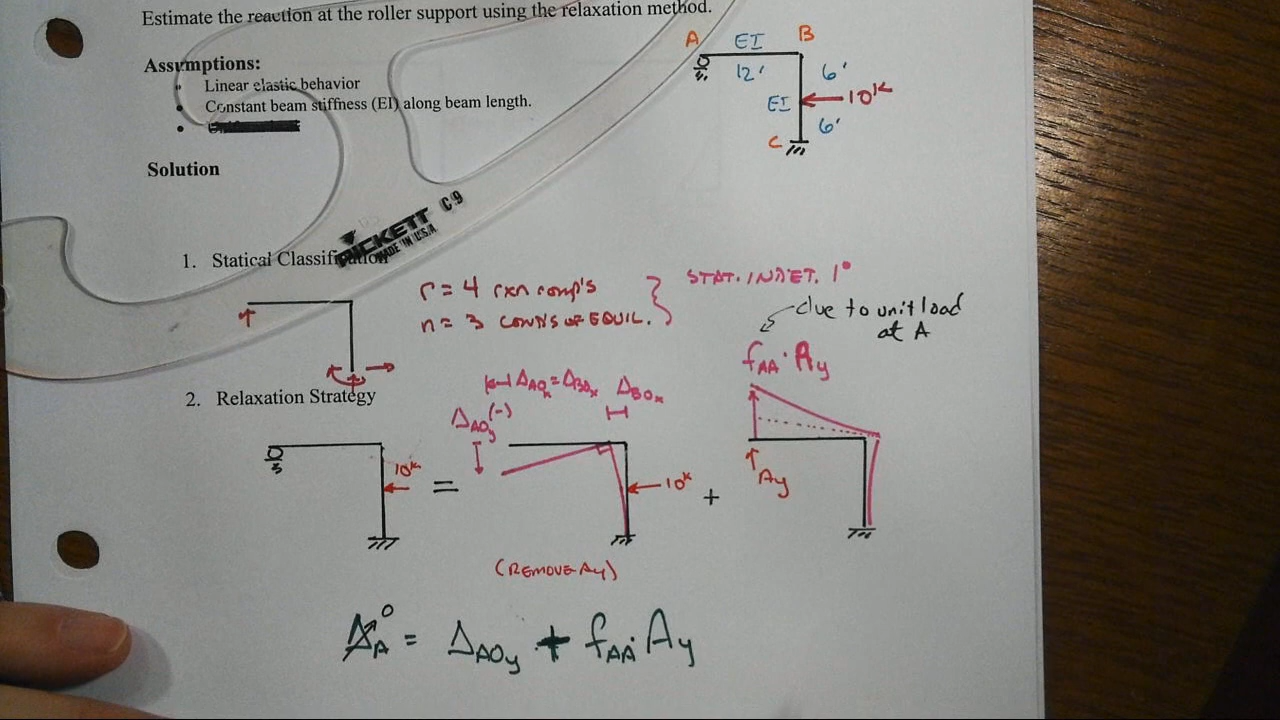 Estimate the reaction at the roller support using the relaxation method.
A EI B
12' 6'
EI 10K
6'
C
Assumptions:
• Linear elastic behavior
• Constant beam stiffness (EI) along beam length.
Solution
PICKETT C-9
MADE IN U.S.A.
1. Statical Classification
r = 4 rxn comp's
n = 3 CONDNS OF EQUIL.
STAT. INDET. 1°
due to unit load
at A
fAA · Ay
2. Relaxation Strategy
ΔAOx = ΔBOx ΔBOx
ΔAOy (-)
10K = 10K + Ay
(REMOVE Ay)
ΔA 0 = ΔAOy + fAA · Ay